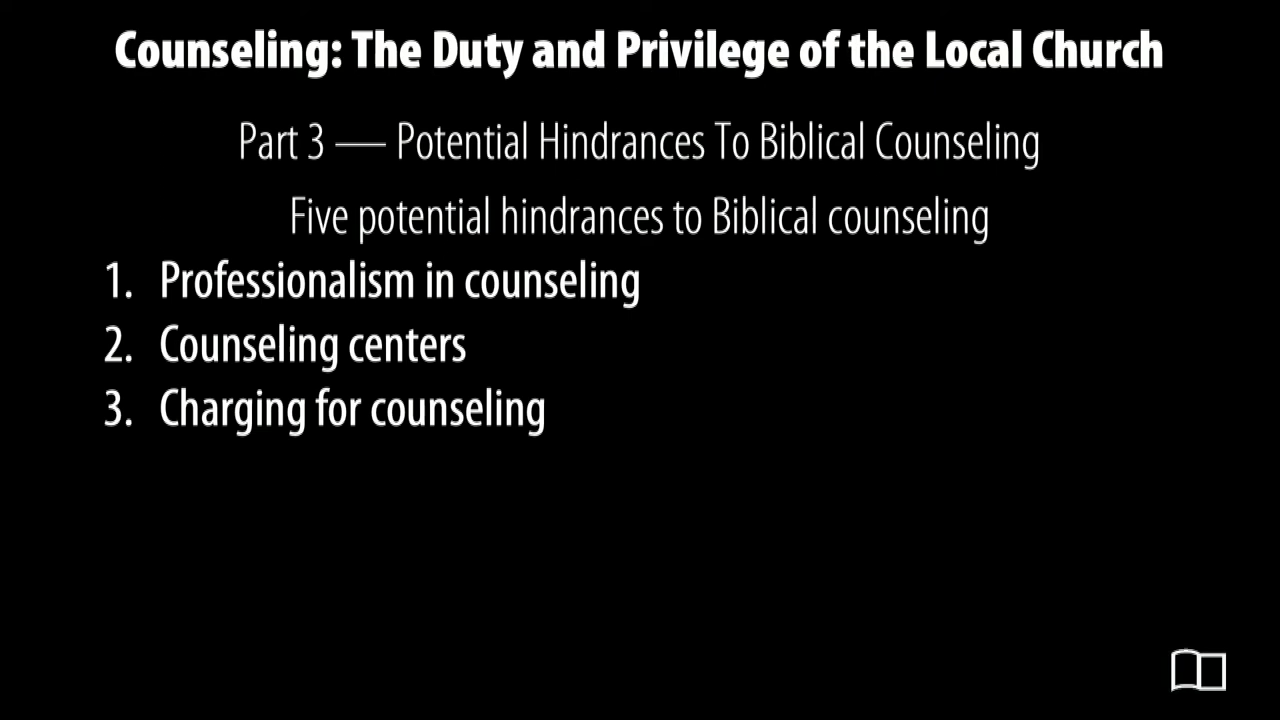 Counseling: The Duty and Privilege of the Local Church
Part 3 — Potential Hindrances To Biblical Counseling
Five potential hindrances to Biblical counseling
1. Professionalism in counseling
2. Counseling centers
3. Charging for counseling